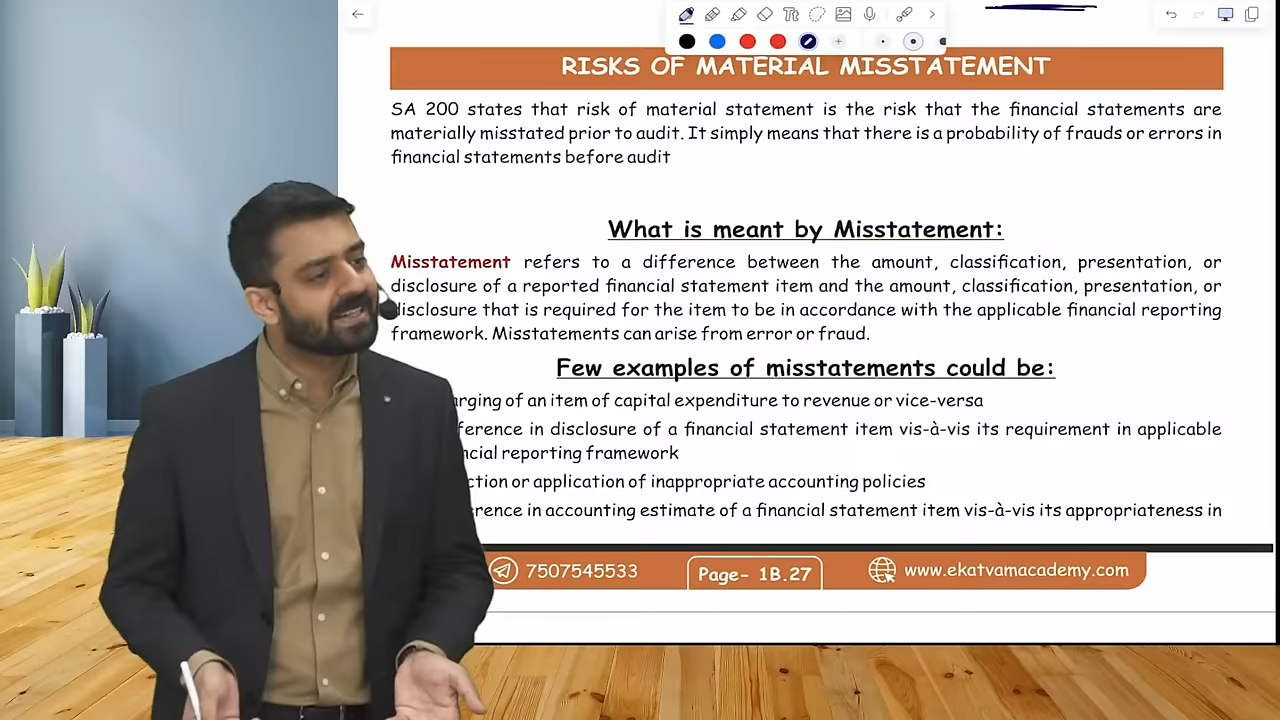 RISKS OF MATERIAL MISSTATEMENT
SA 200 states that risk of material statement is the risk that the financial statements are
materially misstated prior to audit. It simply means that there is a probability of frauds or errors in
financial statements before audit
What is meant by Misstatement:
Misstatement refers to a difference between the amount, classification, presentation, or
disclosure of a reported financial statement item and the amount, classification, presentation, or
disclosure that is required for the item to be in accordance with the applicable financial reporting
framework. Misstatements can arise from error or fraud.
Few examples of misstatements could be:
of an item of capital expenditure to revenue or vice-versa
in disclosure of a financial statement item vis-à-vis its requirement in applicable
reporting framework
or application of inappropriate accounting policies
in accounting estimate of a financial statement item vis-à-vis its appropriateness in
7507545533
Page- 1B.27
www.ekatvamacademy.com